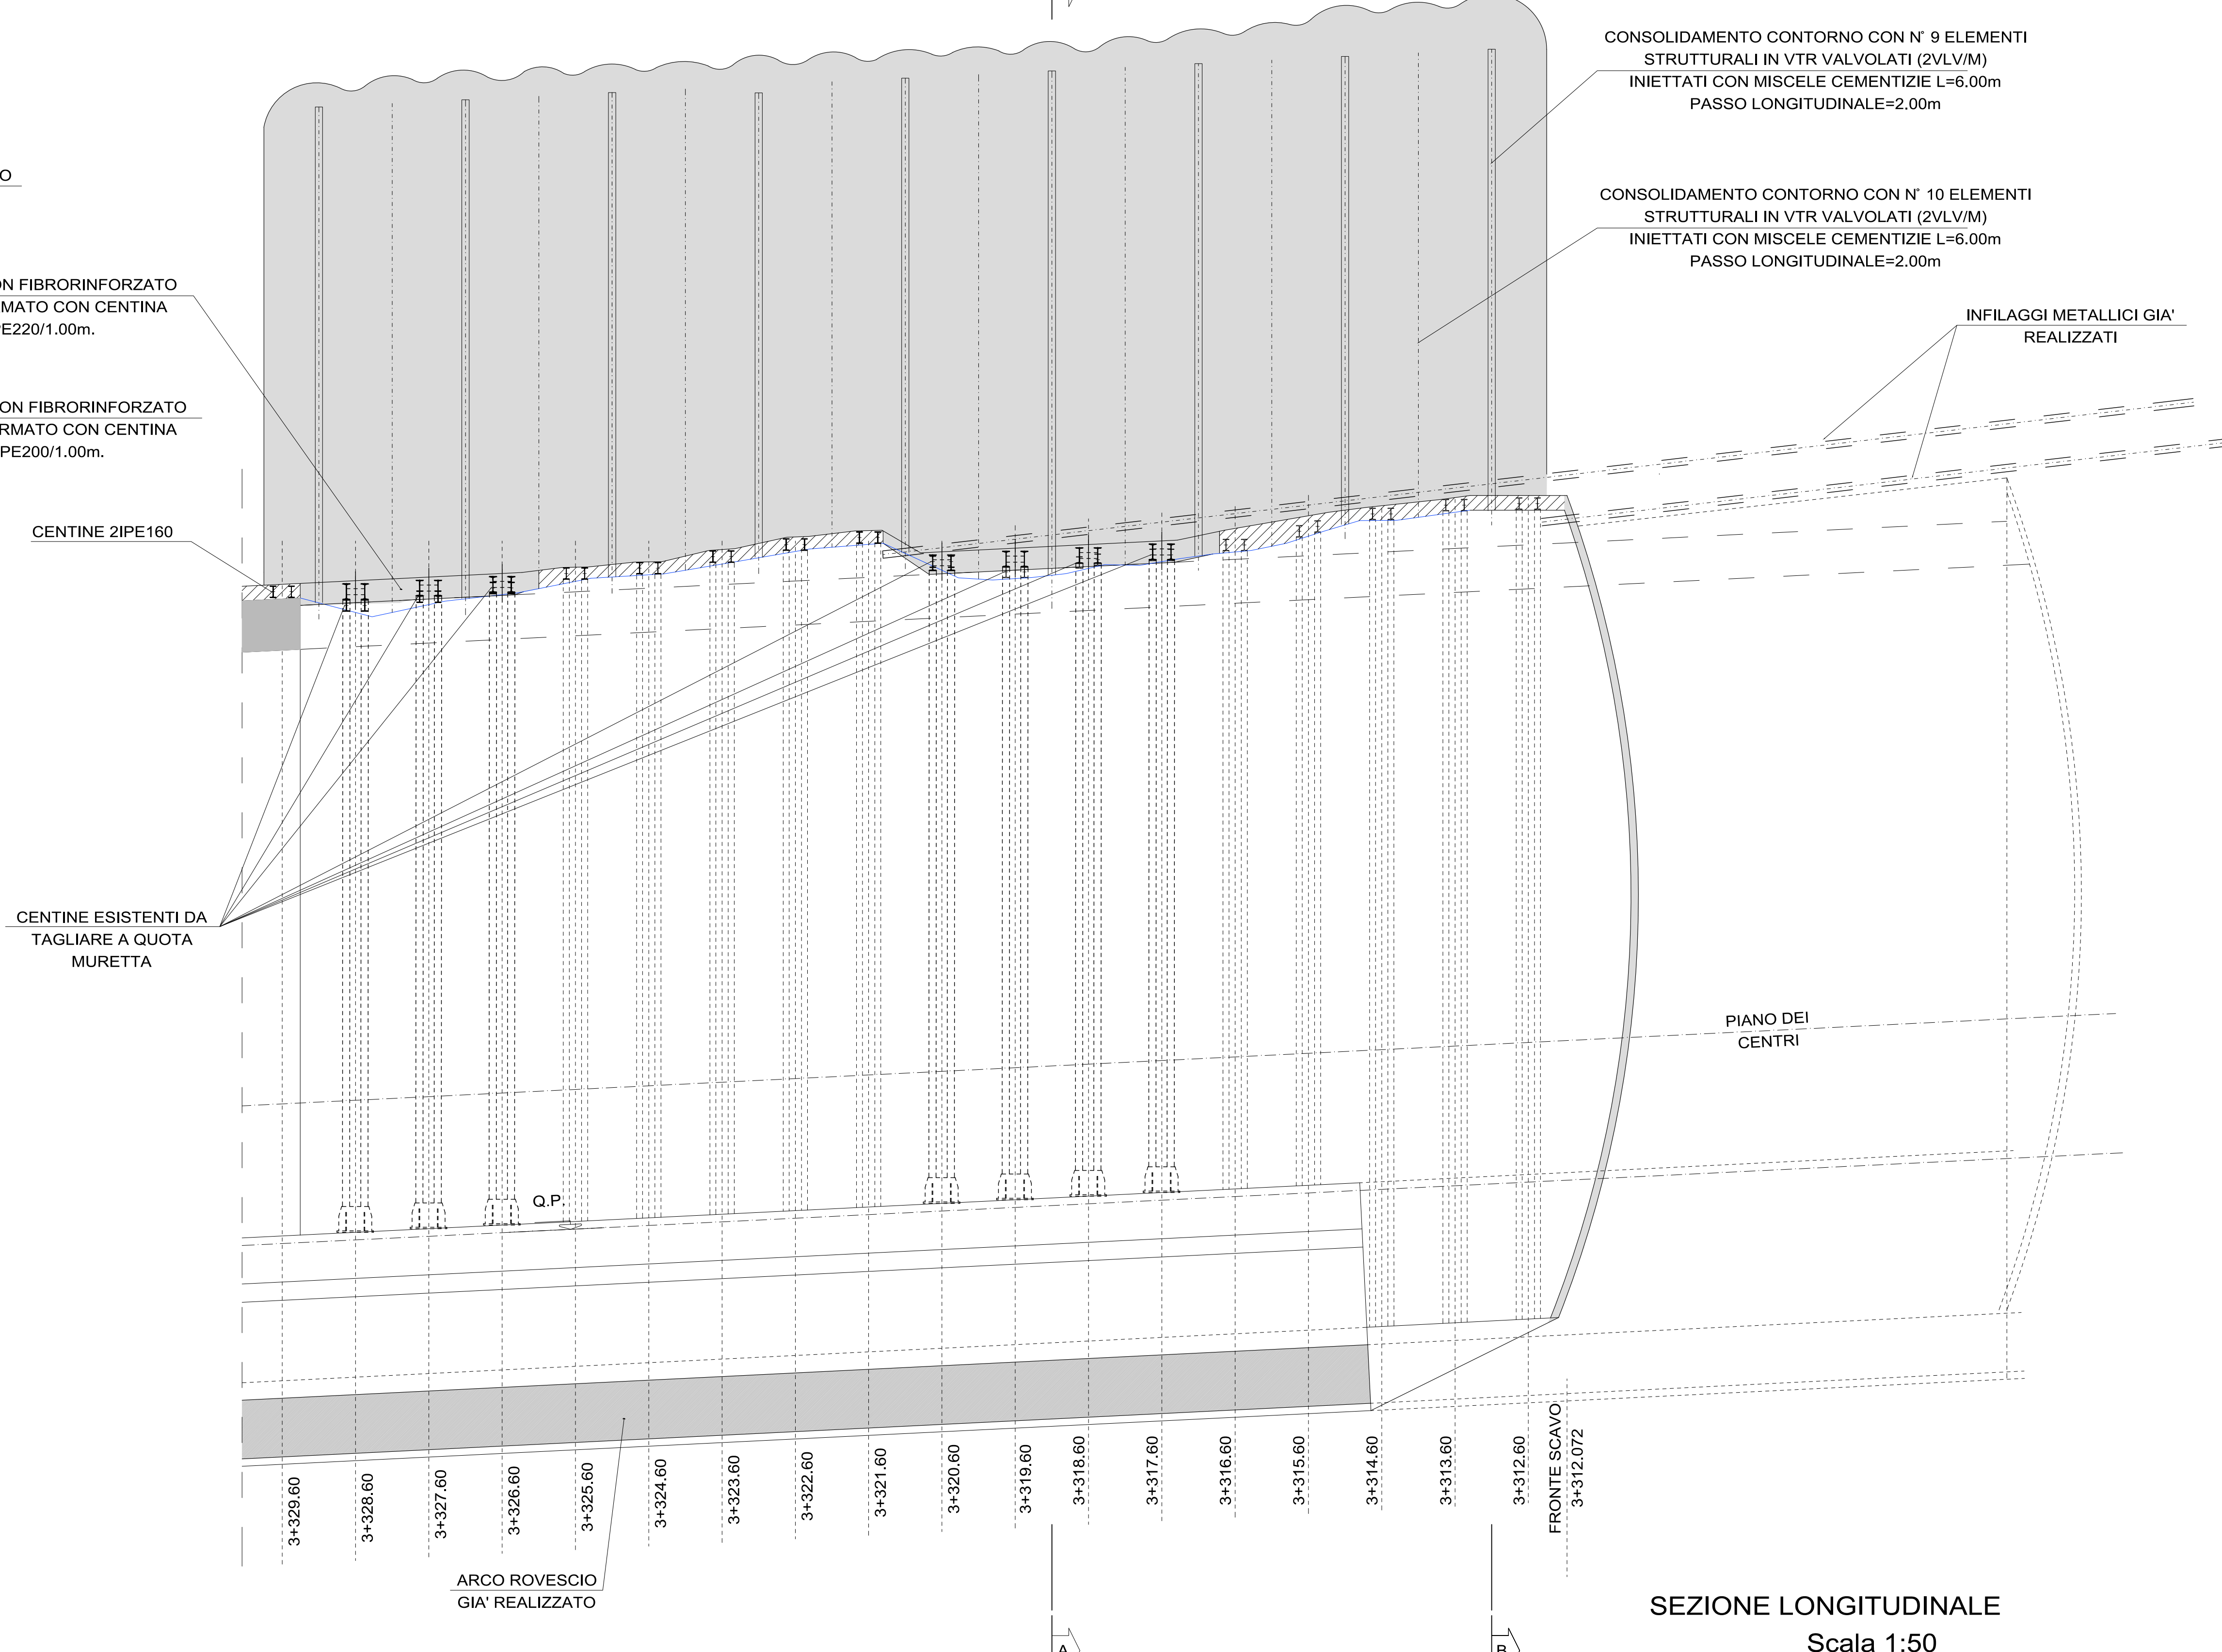 CONSOLIDAMENTO CONTORNO CON N° 9 ELEMENTI
STRUTTURALI IN VTR VALVOLATI (2VLV/M)
INIETTATI CON MISCELE CEMENTIZIE L=6.00m
PASSO LONGITUDINALE=2.00m
CONSOLIDAMENTO CONTORNO CON N° 10 ELEMENTI
STRUTTURALI IN VTR VALVOLATI (2VLV/M)
INIETTATI CON MISCELE CEMENTIZIE L=6.00m
PASSO LONGITUDINALE=2.00m
INFILAGGI METALLICI GIA'
REALIZZATI
O
ON FIBRORINFORZATO
RMATO CON CENTINA
PE220/1.00m.
ON FIBRORINFORZATO
RMATO CON CENTINA
PE200/1.00m.
CENTINE 2IPE160
CENTINE ESISTENTI DA
TAGLIARE A QUOTA
MURETTA
PIANO DEI
CENTRI
Q.P.
3+329.60
3+328.60
3+327.60
3+326.60
3+325.60
3+324.60
3+323.60
3+322.60
3+321.60
3+320.60
3+319.60
3+318.60
3+317.60
3+316.60
3+315.60
3+314.60
3+313.60
3+312.60
FRONTE SCAVO
3+312.072
ARCO ROVESCIO
GIA' REALIZZATO
A
B
SEZIONE LONGITUDINALE
Scala 1:50